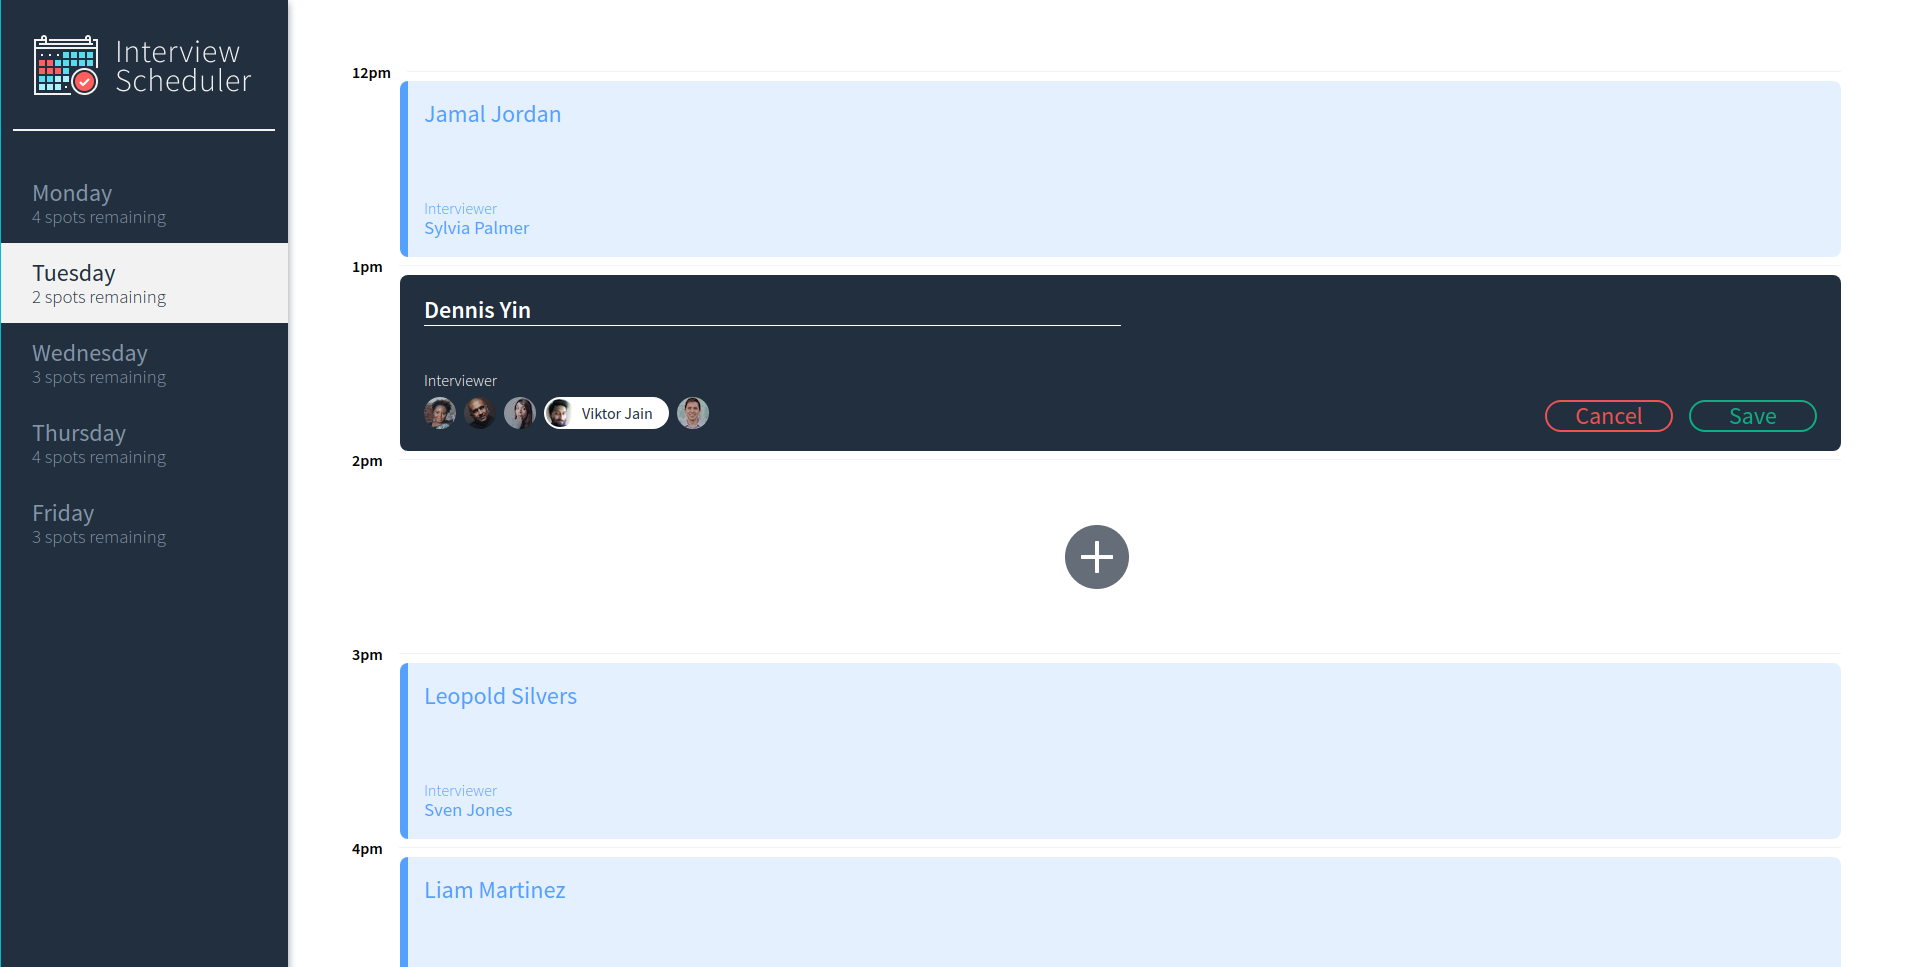 Interview
Scheduler
Monday
4 spots remaining
Tuesday
2 spots remaining
Wednesday
3 spots remaining
Thursday
4 spots remaining
Friday
3 spots remaining
12pm
Jamal Jordan
Interviewer
Sylvia Palmer
1pm
Dennis Yin
Interviewer
Viktor Jain
Cancel
Save
2pm
3pm
Leopold Silvers
Interviewer
Sven Jones
4pm
Liam Martinez